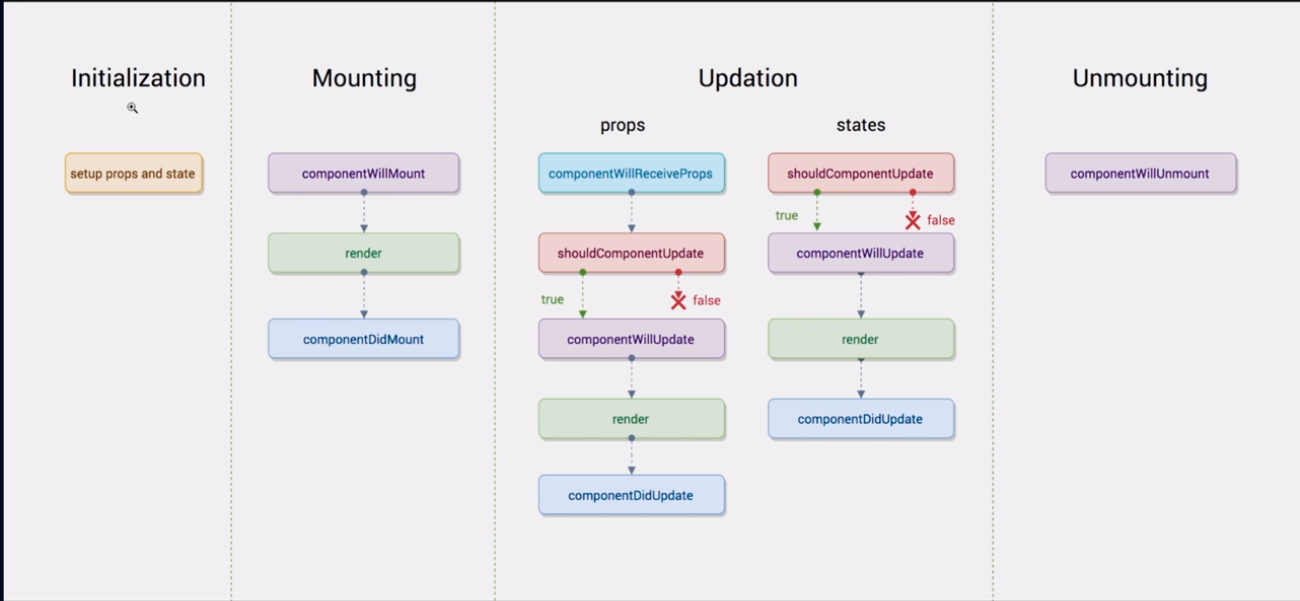 Initialization
setup props and state
Mounting
componentWillMount
render
componentDidMount
Updation
props
componentWillReceiveProps
shouldComponentUpdate
true
false
componentWillUpdate
render
componentDidUpdate
states
shouldComponentUpdate
true
false
componentWillUpdate
render
componentDidUpdate
Unmounting
componentWillUnmount